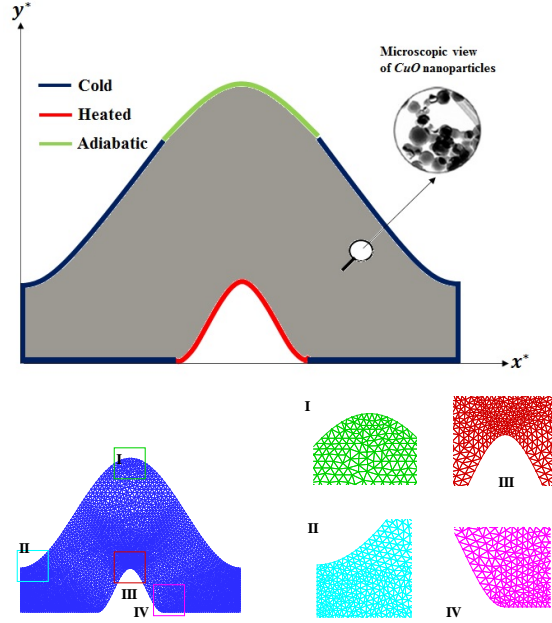 y*
Microscopic view
of CuO nanoparticles
Cold
Heated
Adiabatic
x*
I
II
III
IV
I
III
II
IV